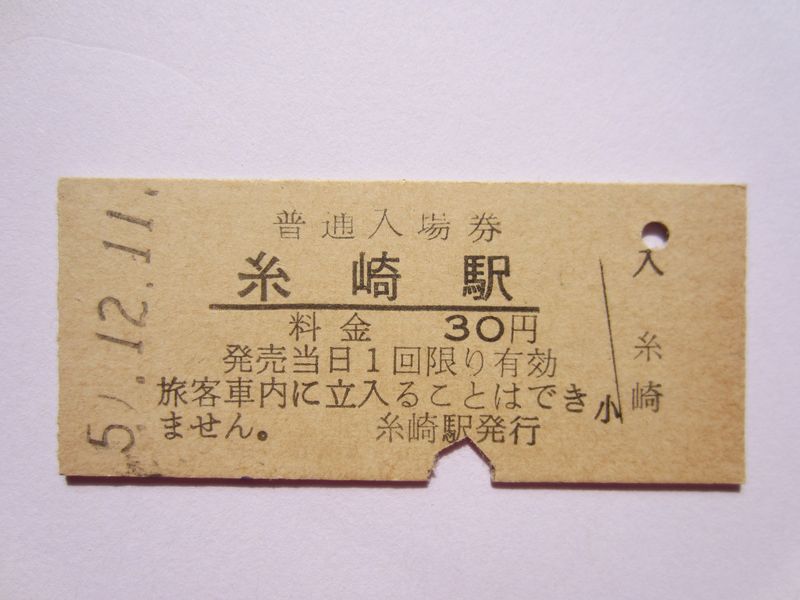 普通入場券
糸崎駅
料金 30円
発売当日1回限り有効
旅客車内に立入ることはでき
ません。 糸崎駅発行
小
入
糸崎
12.11.